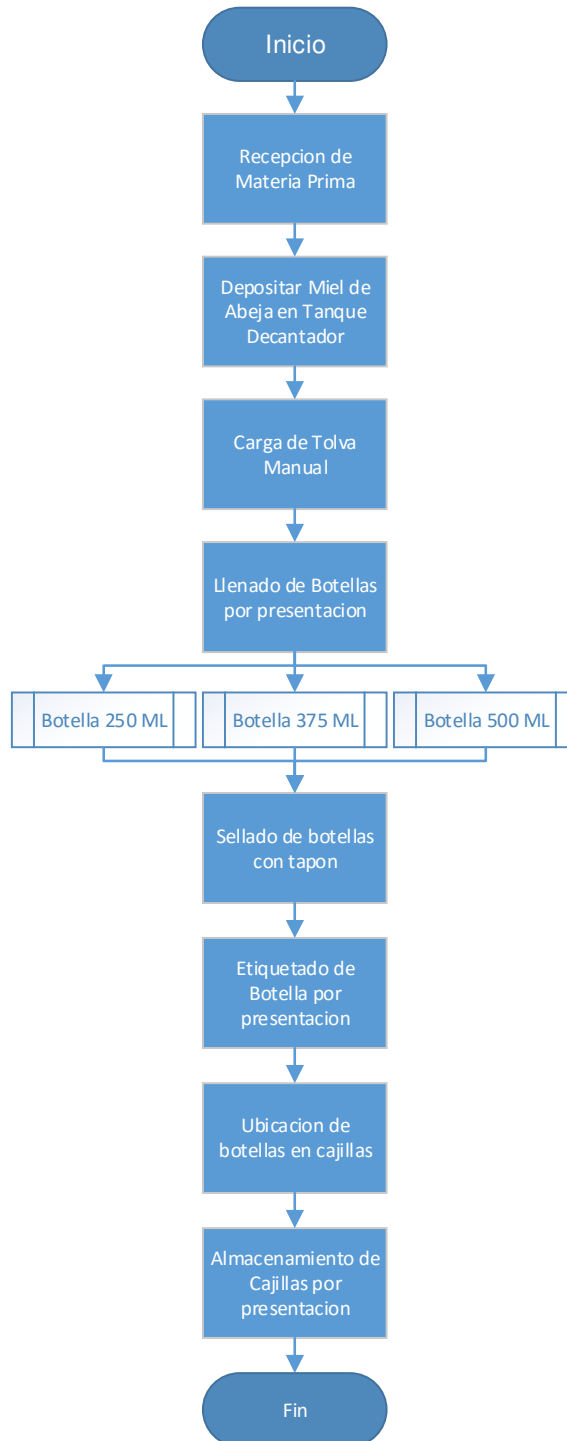 Inicio
Recepcion de
Materia Prima
Depositar Miel de
Abeja en Tanque
Decantador
Carga de Tolva
Manual
Llenado de Botellas
por presentacion
Botella 250 ML
Botella 375 ML
Botella 500 ML
Sellado de botellas
con tapon
Etiquetado de
Botella por
presentacion
Ubicacion de
botellas en cajillas
Almacenamiento de
Cajillas por
presentacion
Fin